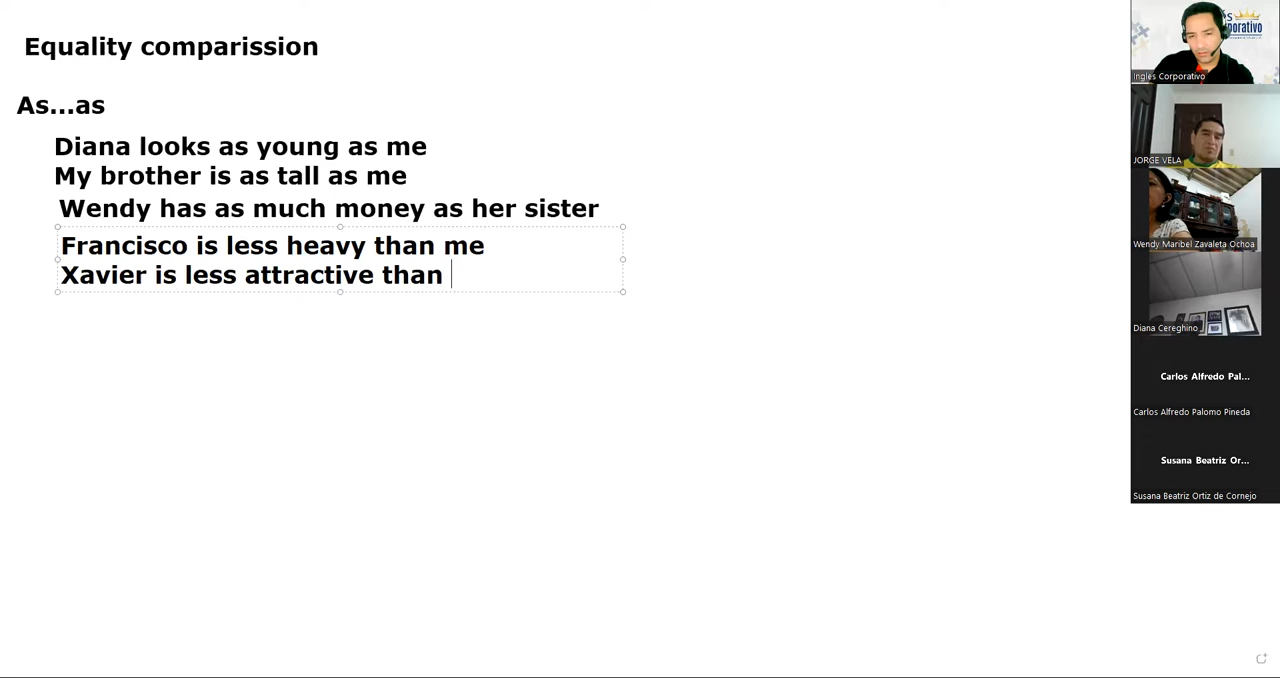 Equality comparission
As...as
Diana looks as young as me
My brother is as tall as me
Wendy has as much money as her sister
Francisco is less heavy than me
Xavier is less attractive than
Ingles Corporativo
JORGE VELA
Wendy Maribel Zavaleta Ochoa
Diana Cereghino
Carlos Alfredo Pal...
Carlos Alfredo Palomo Pineda
Susana Beatriz Or...
Susana Beatriz Ortiz de Cornejo